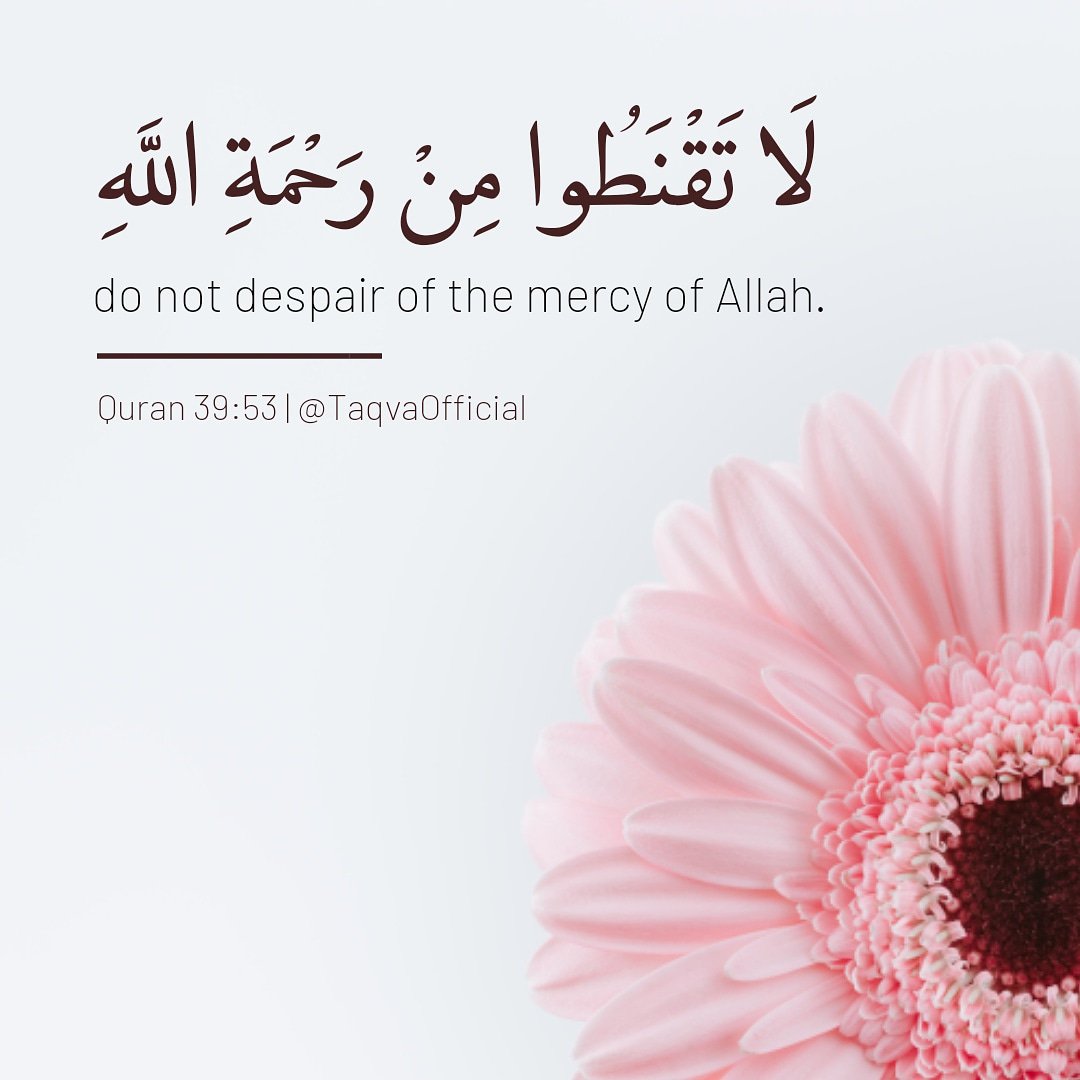 لَا تَقْنَطُوا مِنْ رَحْمَةِ اللَّهِ
do not despair of the mercy of Allah.
Quran 39:53 | @TaqvaOfficial